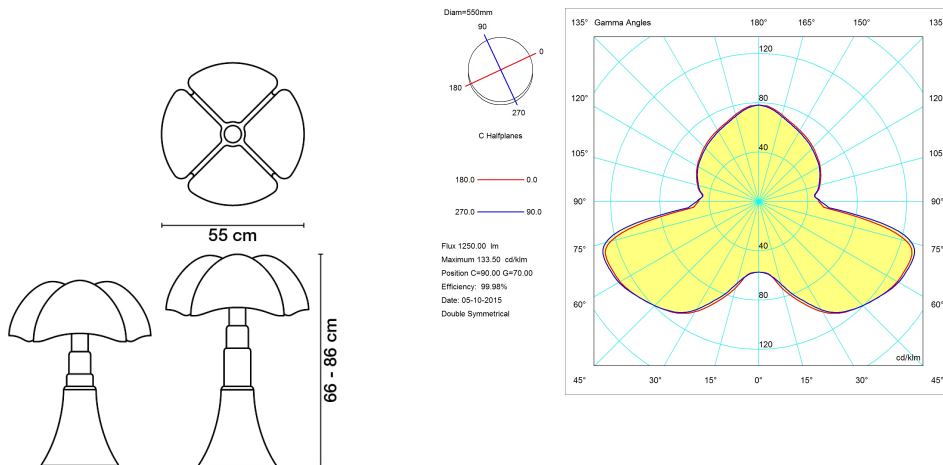 55 cm
66 - 86 cm
Diam=550mm
90
0
180
270
C Halfplanes
180.0 0.0
270.0 90.0
Flux 1250.00 lm
Maximum 133.50 cd/klm
Position C=90.00 G=70.00
Efficiency: 99.98%
Date: 05-10-2015
Double Symmetrical
135° Gamma Angles 180° 165° 150° 135
120
120° 80 120
40
105° 105
90° 90°
40
75° 75°
80
60° 60°
120
cd/klm
45° 30° 15° 0° 15° 30° 45°